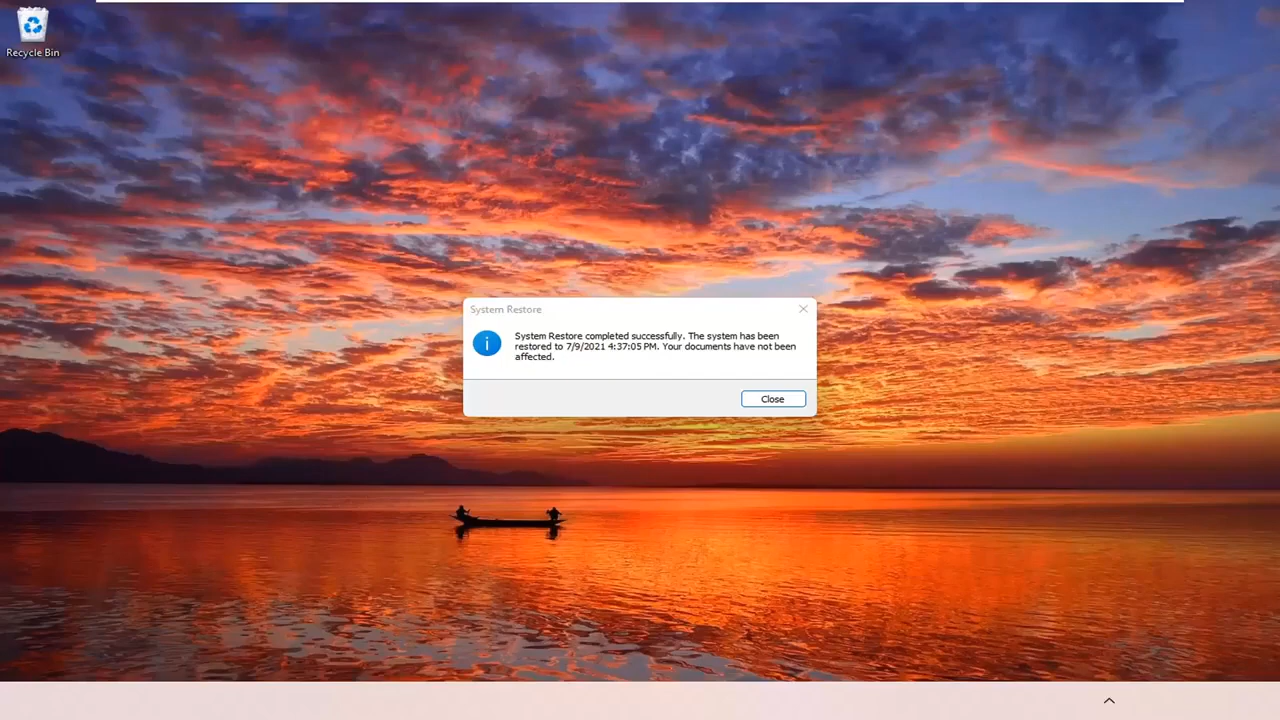 Recycle Bin
System Restore
System Restore completed successfully. The system has been
restored to 7/9/2021 4:37:05 PM. Your documents have not been
affected.
Close